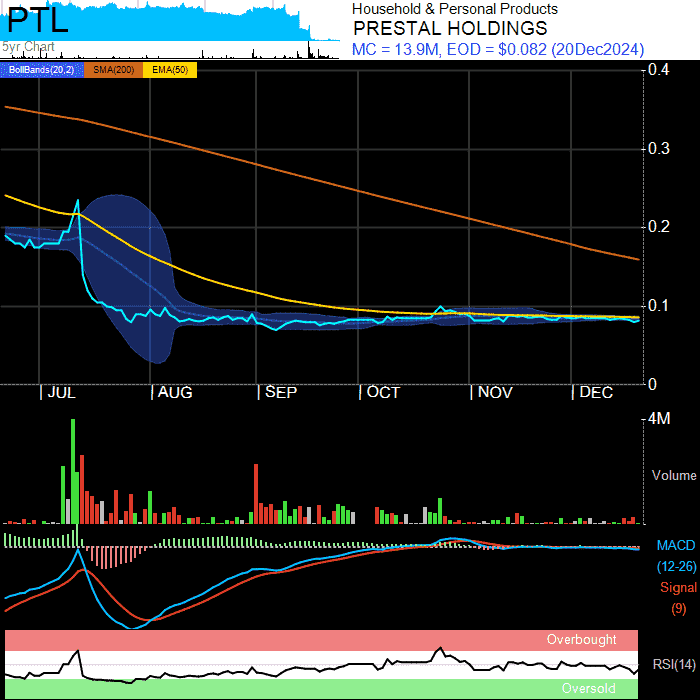 PTL
5yr Chart
Household & Personal Products
PRESTAL HOLDINGS
MC = 13.9M, EOD = $0.082 (20Dec2024)
BollBands(20,2) SMA(200) EMA(50)
0.4
0.3
0.2
0.1
0
JUL AUG SEP OCT NOV DEC
4M
Volume
MACD
(12-26)
Signal
(9)
Overbought
RSI(14)
Oversold